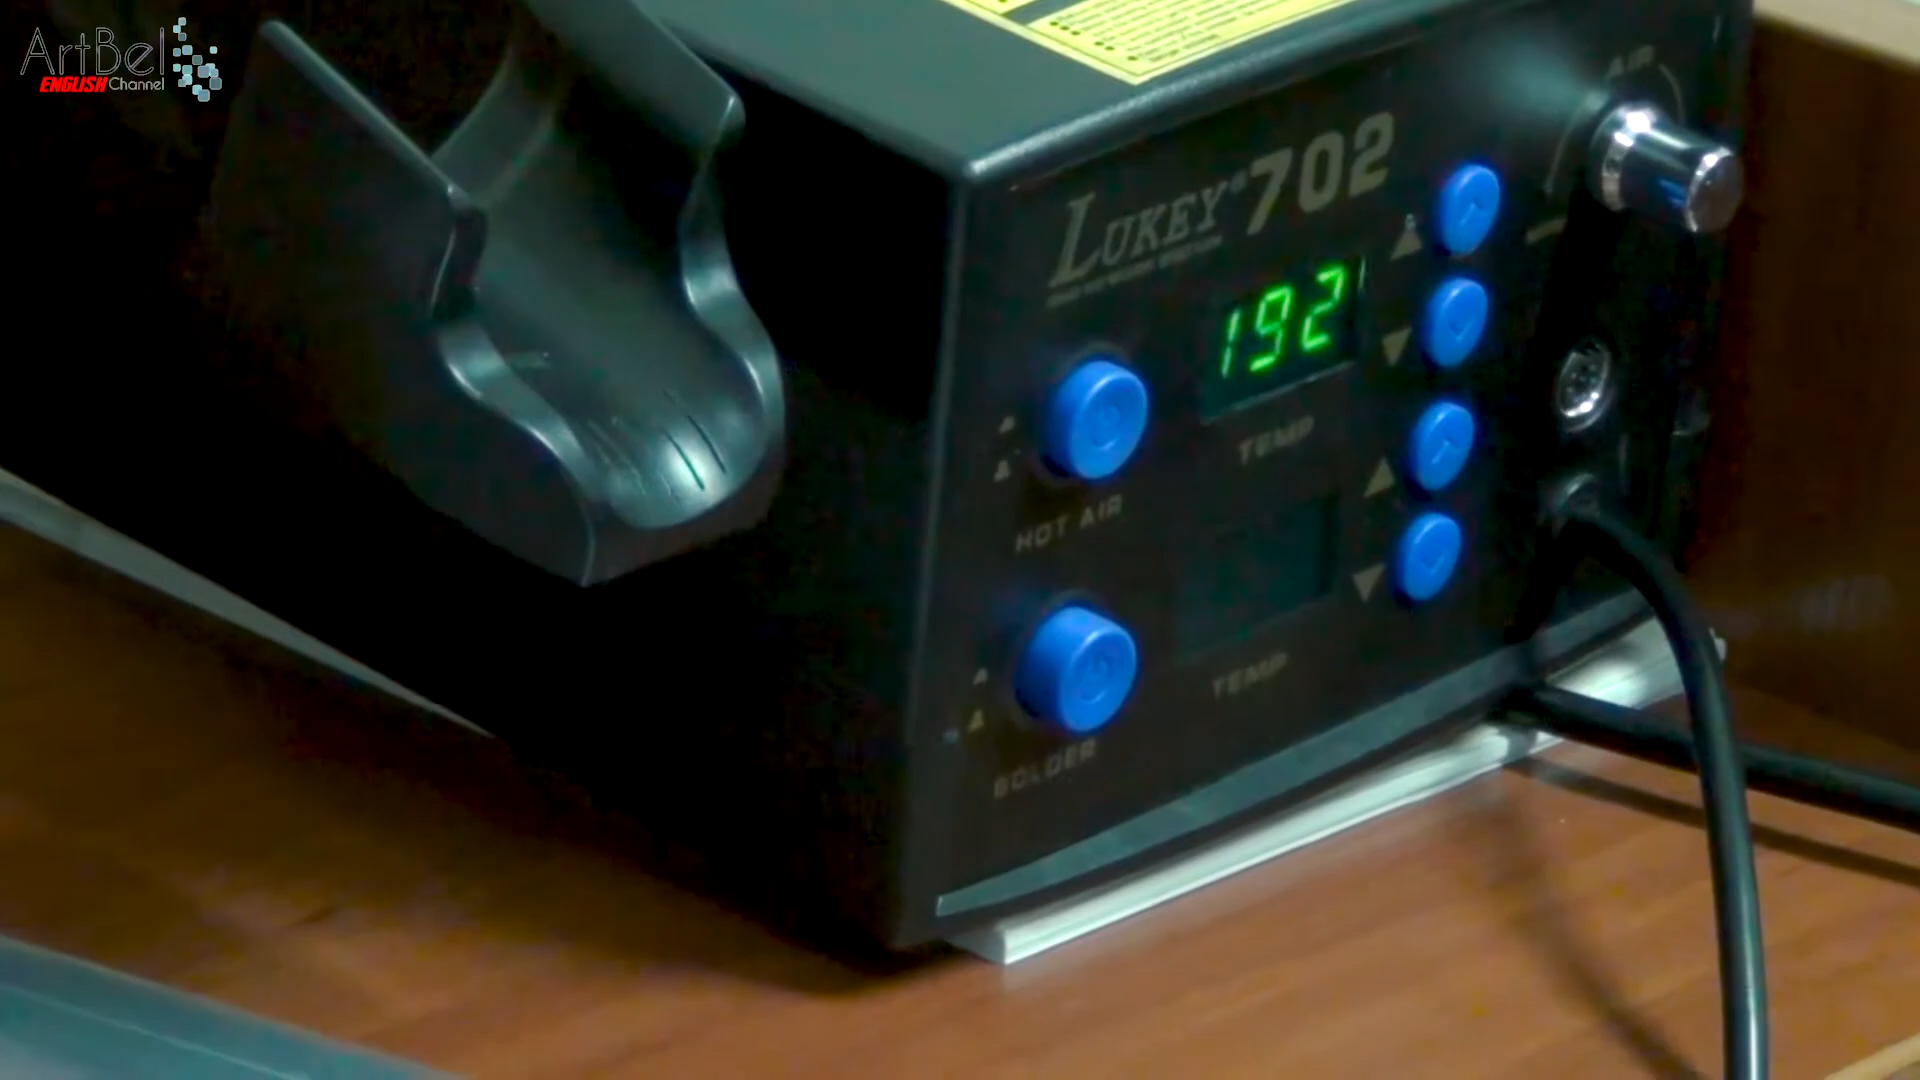 ArtBel
ENGLISH Channel
AIR
LUKEY® 702
192
TEMP
HOT AIR
TEMP
SOLDER